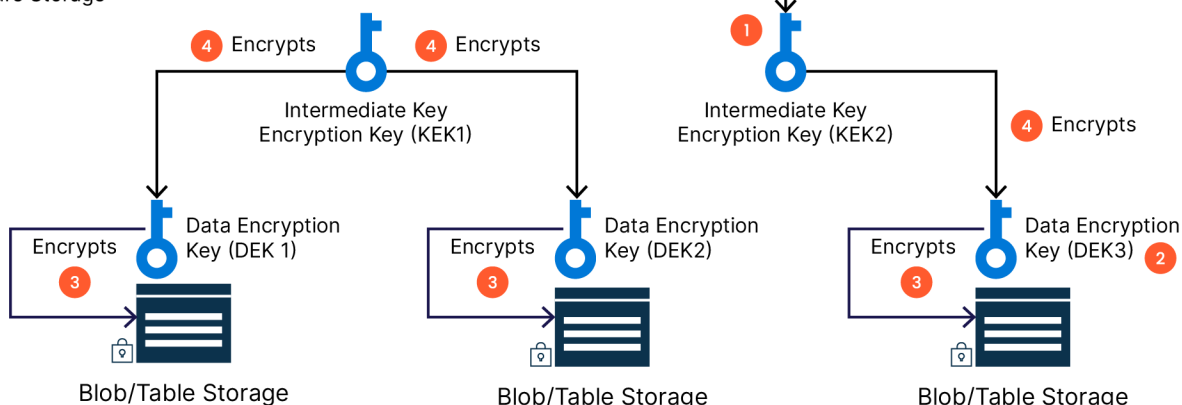 4 Encrypts
4 Encrypts
1
Intermediate Key
Encryption Key (KEK1)
Intermediate Key
Encryption Key (KEK2)
4 Encrypts
Data Encryption
Key (DEK 1)
Encrypts
3
Data Encryption
Key (DEK2)
Encrypts
3
Data Encryption
Key (DEK3) 2
Encrypts
3
Blob/Table Storage
Blob/Table Storage
Blob/Table Storage